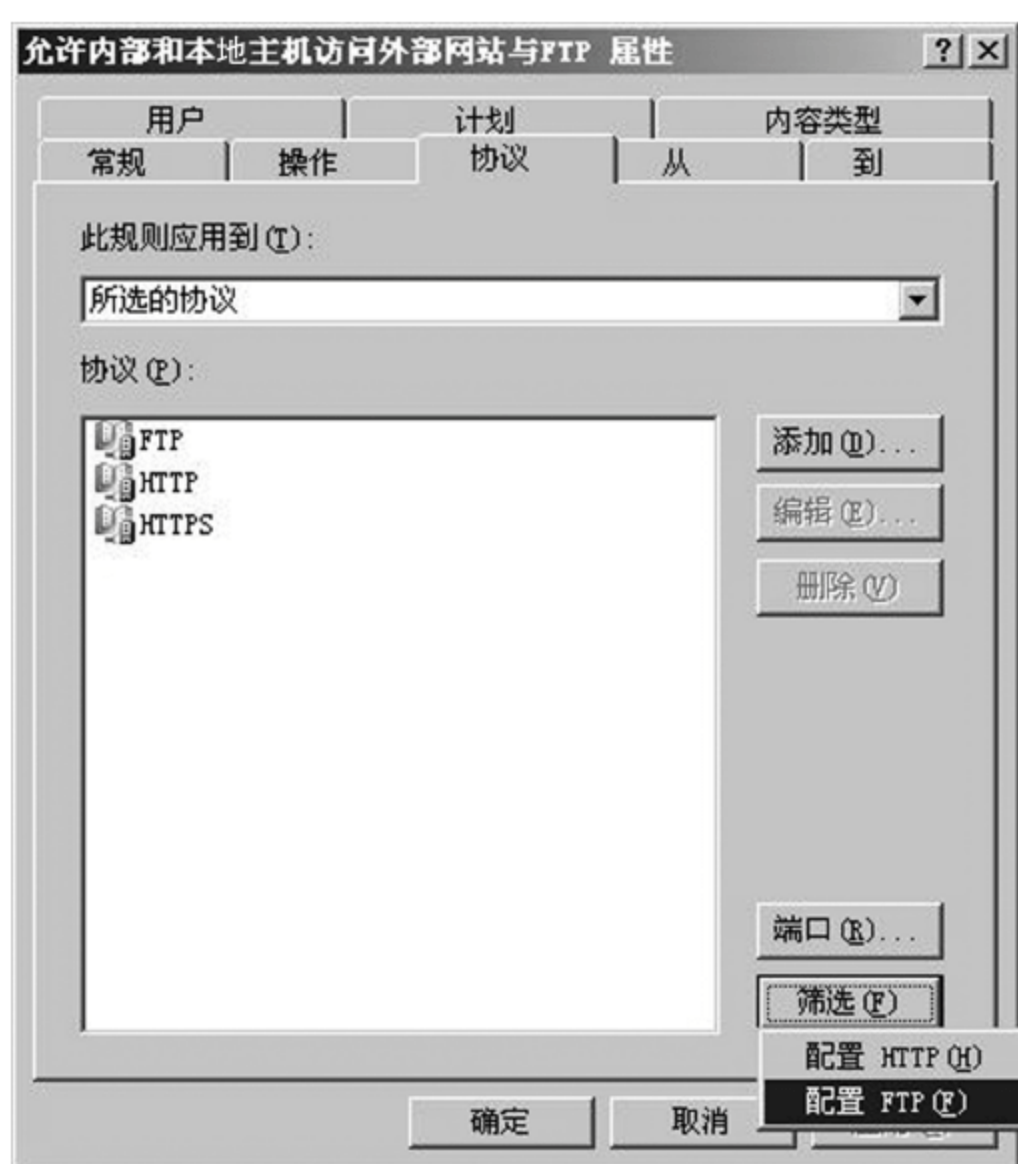 允许内部和本地主机访问外部网站与FTP 属性
用户 计划 内容类型
常规 操作 协议 从 到
此规则应用到(T):
所选的协议
协议(P):
FTP
HTTP
HTTPS
添加(D)...
编辑(E)...
删除(V)
端口(R)...
筛选(F)
配置 HTTP(H)
配置 FTP(F)
确定 取消